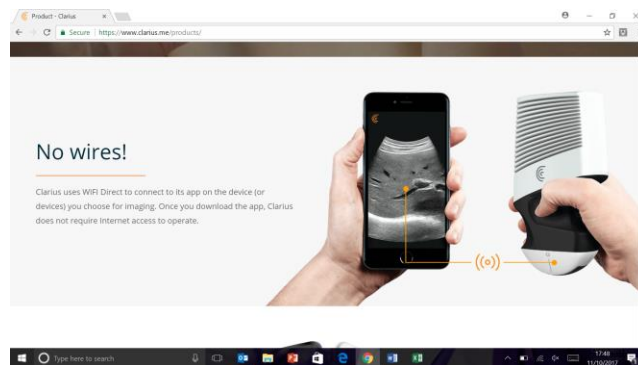 Product - Clarius
Secure https://www.clarius.me/products/
No wires!
Clarius uses WIFI Direct to connect to its app on the device (or
devices) you choose for imaging. Once you download the app, Clarius
does not require Internet access to operate.
Type here to search
17:48
11/10/2017